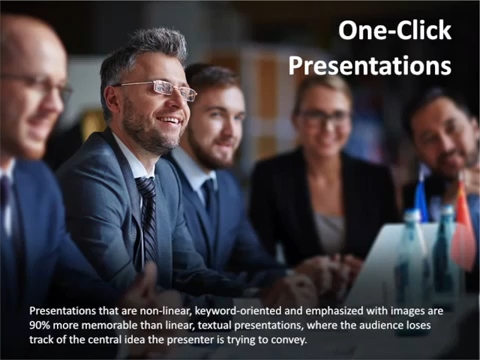 One-Click
Presentations
Presentations that are non-linear, keyword-oriented and emphasized with images are
90% more memorable than linear, textual presentations, where the audience loses
track of the central idea the presenter is trying to convey.